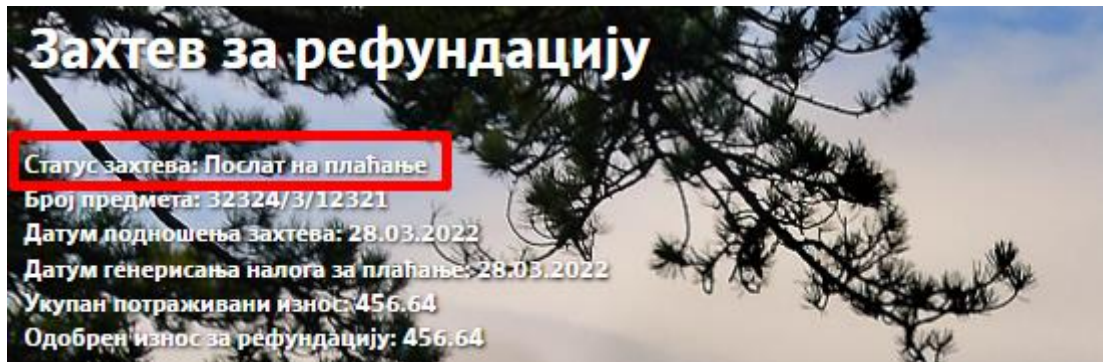 Захтев за рефундацију
Статус захтева: Послат на плаћање
Број предмета: 32324/3/12321
Датум подношења захтева: 28.03.2022
Датум генерисања налога за плаћање: 28.03.2022
Укупан потраживани износ: 456.64
Одобрен износ за рефундацију: 456.64